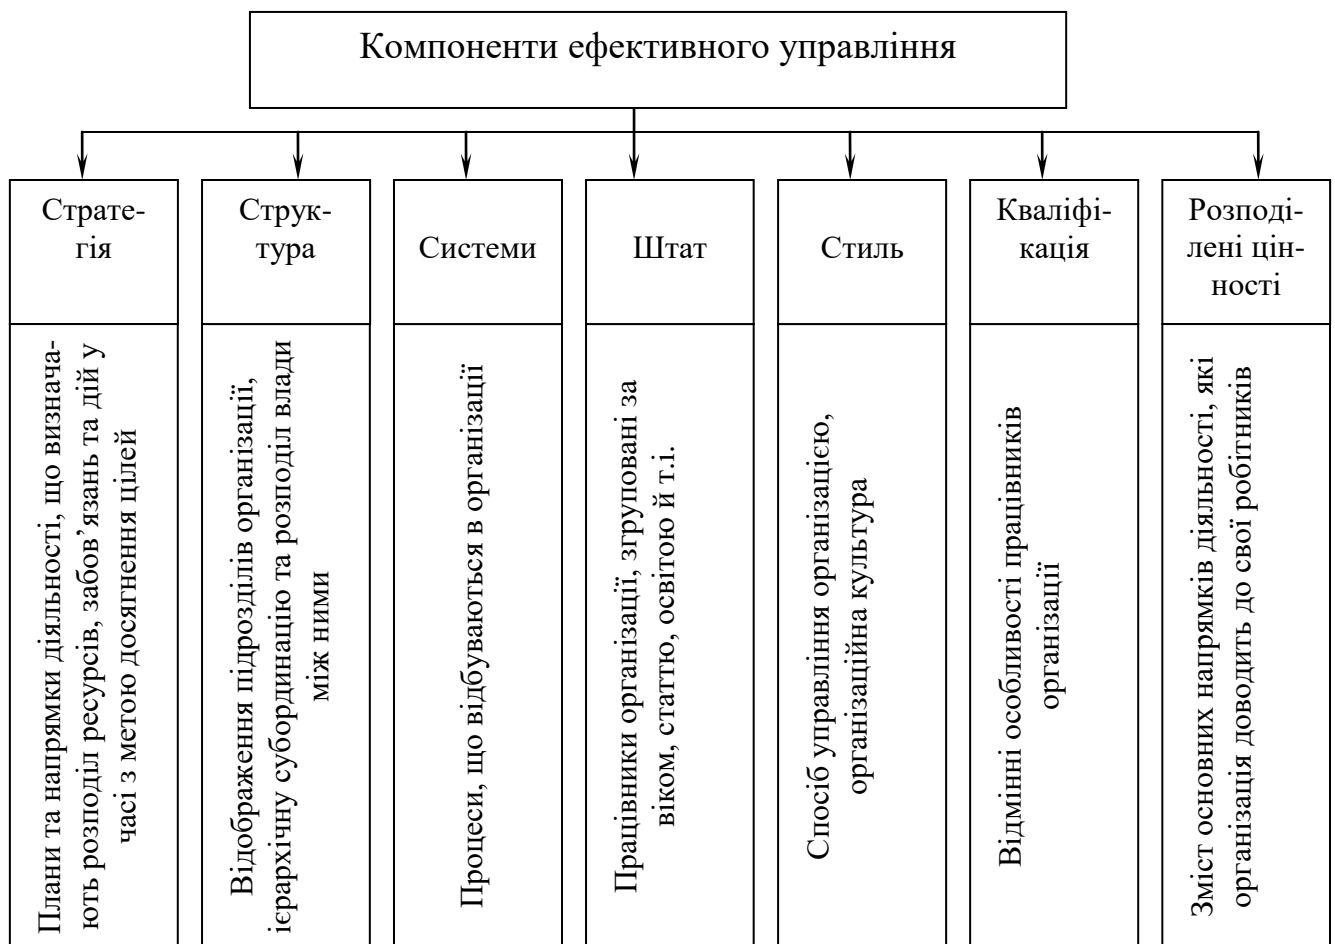 Компоненти ефективного управління
Страте-
гія
Струк-
тура
Системи
Штат
Стиль
Кваліфі-
кація
Розподі-
лені цін-
ності
Плани та напрямки діяльності, що визнача-
ють розподіл ресурсів, забов’язань та дій у
часі з метою досягнення цілей
Відображення підрозділів організації,
ієрархічну субординацію та розподіл влади
між ними
Процеси, що відбуваються в організації
Працівники організації, згруповані за
віком, статтю, освітою й т.і.
Спосіб управління організацією,
організаційна культура
Відмінні особливості працівників
організації
Зміст основних напрямків діяльності, які
організація доводить до свої робітників